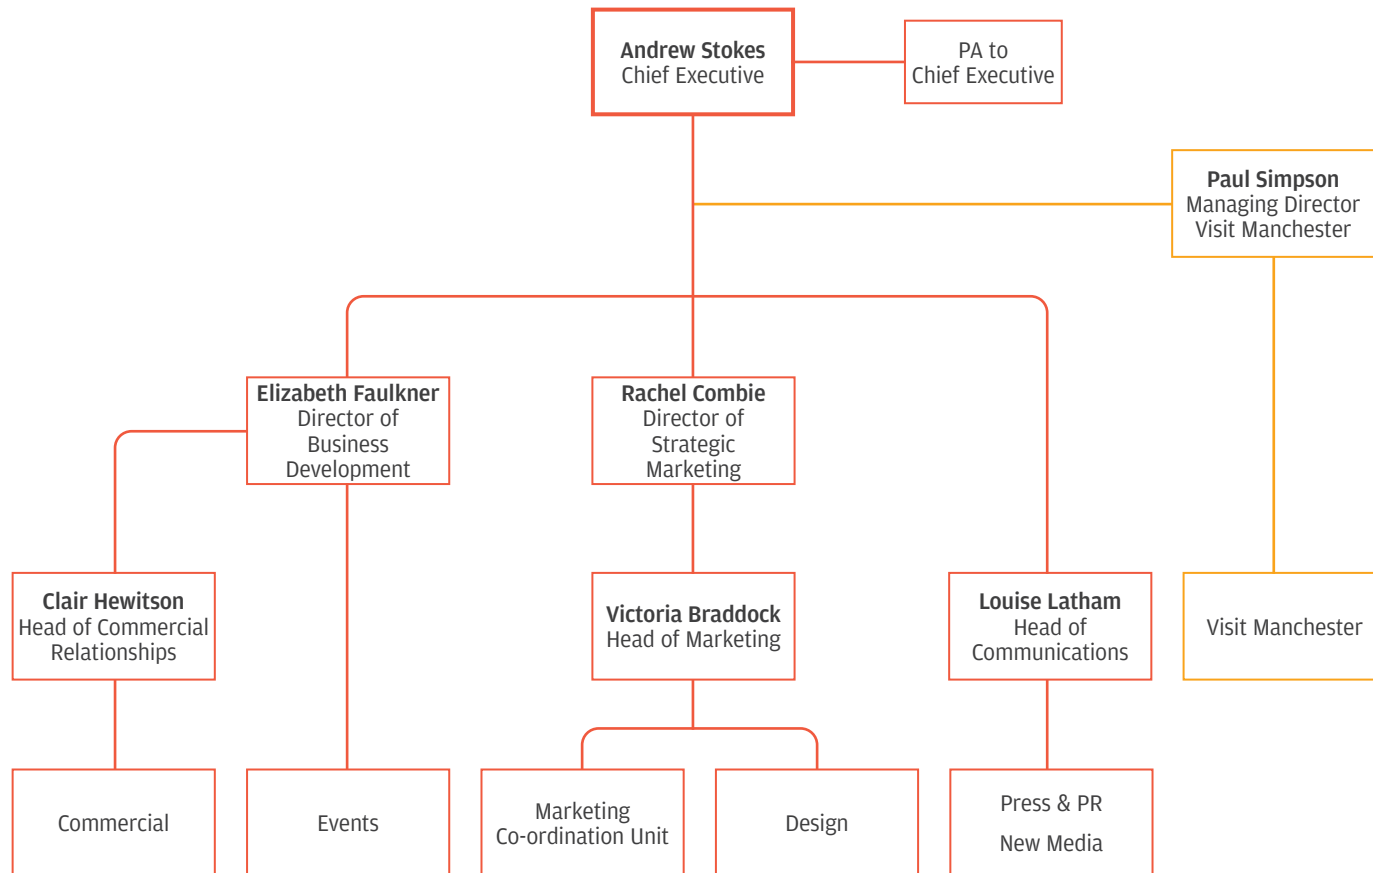 Andrew Stokes
Chief Executive
PA to
Chief Executive
Paul Simpson
Managing Director
Visit Manchester
Elizabeth Faulkner
Director of
Business
Development
Rachel Combie
Director of
Strategic
Marketing
Clair Hewitson
Head of Commercial
Relationships
Victoria Braddock
Head of Marketing
Louise Latham
Head of
Communications
Visit Manchester
Commercial
Events
Marketing
Co-ordination Unit
Design
Press & PR
New Media